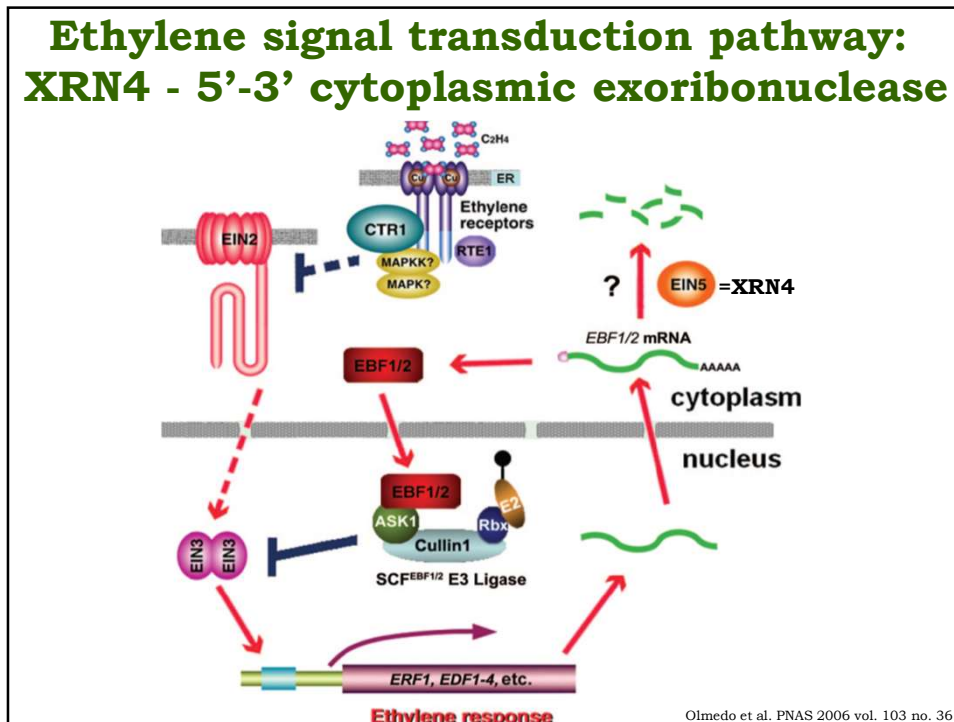 Ethylene signal transduction pathway:
XRN4 - 5’-3’ cytoplasmic exoribonuclease
C2H4
Cu
Cu
ER
Ethylene
receptors
EIN2
CTR1
RTE1
MAPKK?
MAPK?
?
EIN5
=XRN4
EBF1/2 mRNA
AAAAA
EBF1/2
cytoplasm
nucleus
EBF1/2
E2
ASK1
Rbx
Cullin1
EIN3
EIN3
SCFEBF1/2 E3 Ligase
ERF1, EDF1-4, etc.
Ethylene response
Olmedo et al. PNAS 2006 vol. 103 no. 36